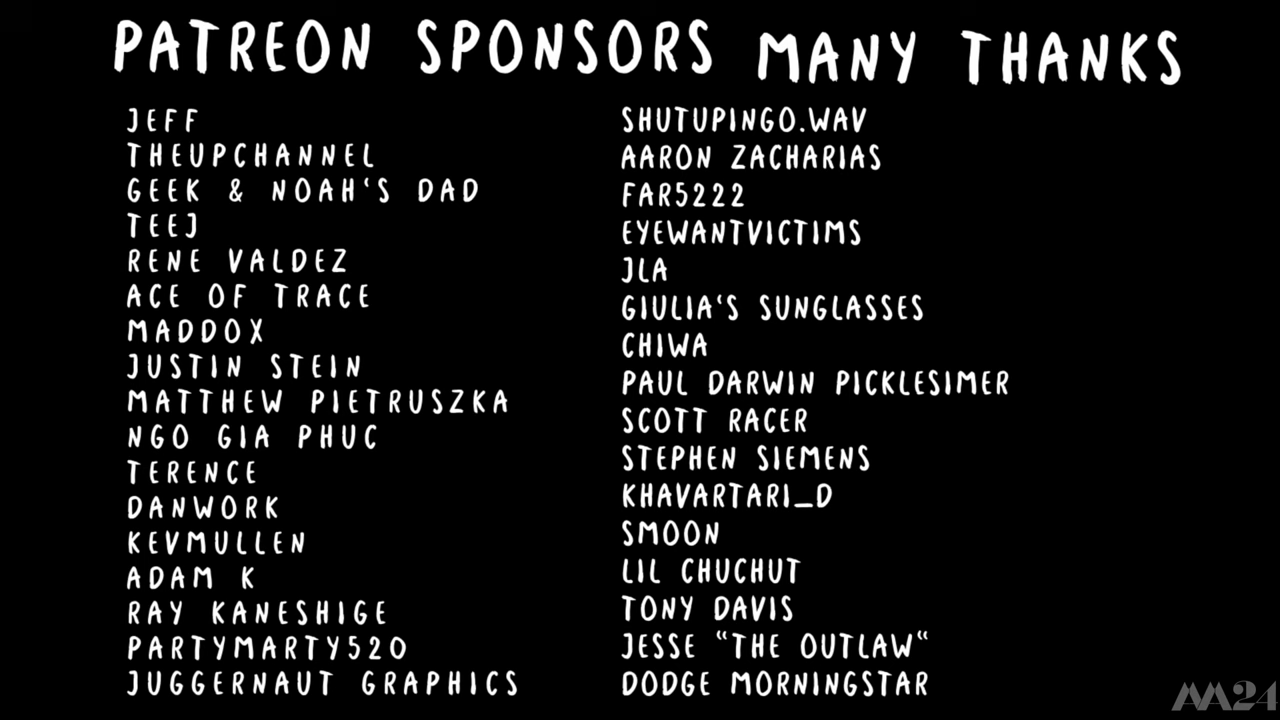 PATREON SPONSORS MANY THANKS
JEFF
THEUPCHANNEL
GEEK & NOAH'S DAD
TEEJ
RENE VALDEZ
ACE OF TRACE
MADDOX
JUSTIN STEIN
MATTHEW PIETRUSZKA
NGO GIA PHUC
TERENCE
DANWORK
KEVMULLEN
ADAM K
RAY KANESHIGE
PARTYMARTY520
JUGGERNAUT GRAPHICS
SHUTUPINGO.WAV
AARON ZACHARIAS
FAR5222
EYEWANTVICTIMS
JLA
GIULIA'S SUNGLASSES
CHIWA
PAUL DARWIN PICKLESIMER
SCOTT RACER
STEPHEN SIEMENS
KHAVARTARI_D
SMOON
LIL CHUCHUT
TONY DAVIS
JESSE "THE OUTLAW"
DODGE MORNINGSTAR
AA24